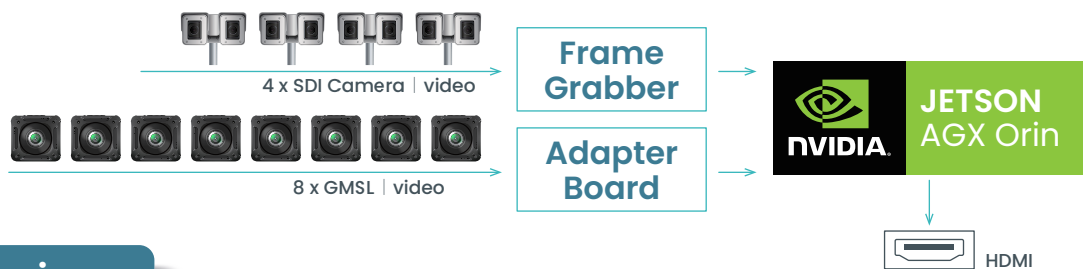 4 x SDI Camera | video
Frame
Grabber
8 x GMSL | video
Adapter
Board
NVIDIA.
JETSON
AGX Orin
HDMI